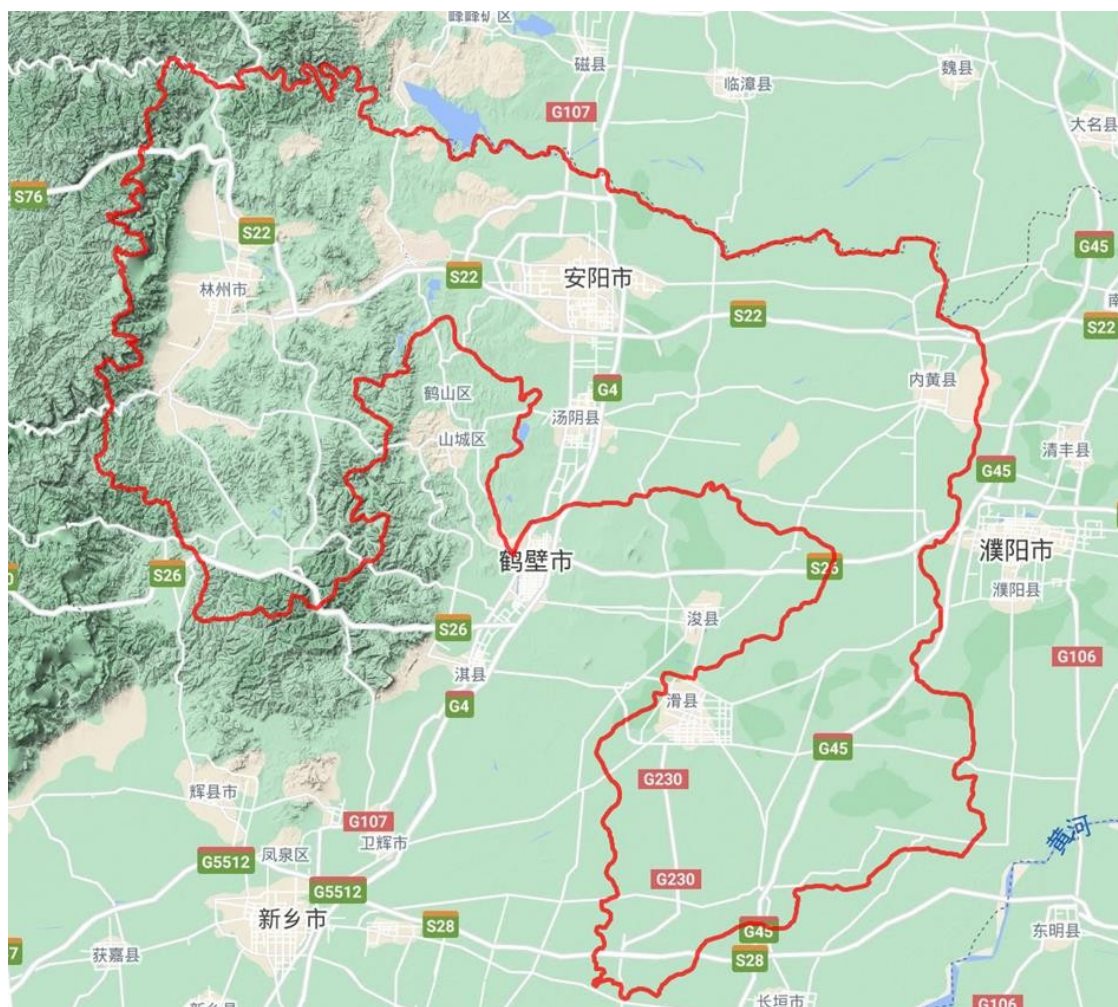 峰峰矿区
磁县
临漳县
魏县
大名县
G107
S76
S22
G45
林州市
S22
安阳市
S22
S22
G4
内黄县
鹤山区
汤阴县
山城区
清丰县
G45
鹤壁市
濮阳市
S26
S26
濮阳县
浚县
S26
G106
淇县
滑县
G4
G45
G230
辉县市
G107
卫辉市
黄河
凤泉区
G5512
G5512
G230
新乡市
S28
G45
东明县
获嘉县
S28
长垣市
G106